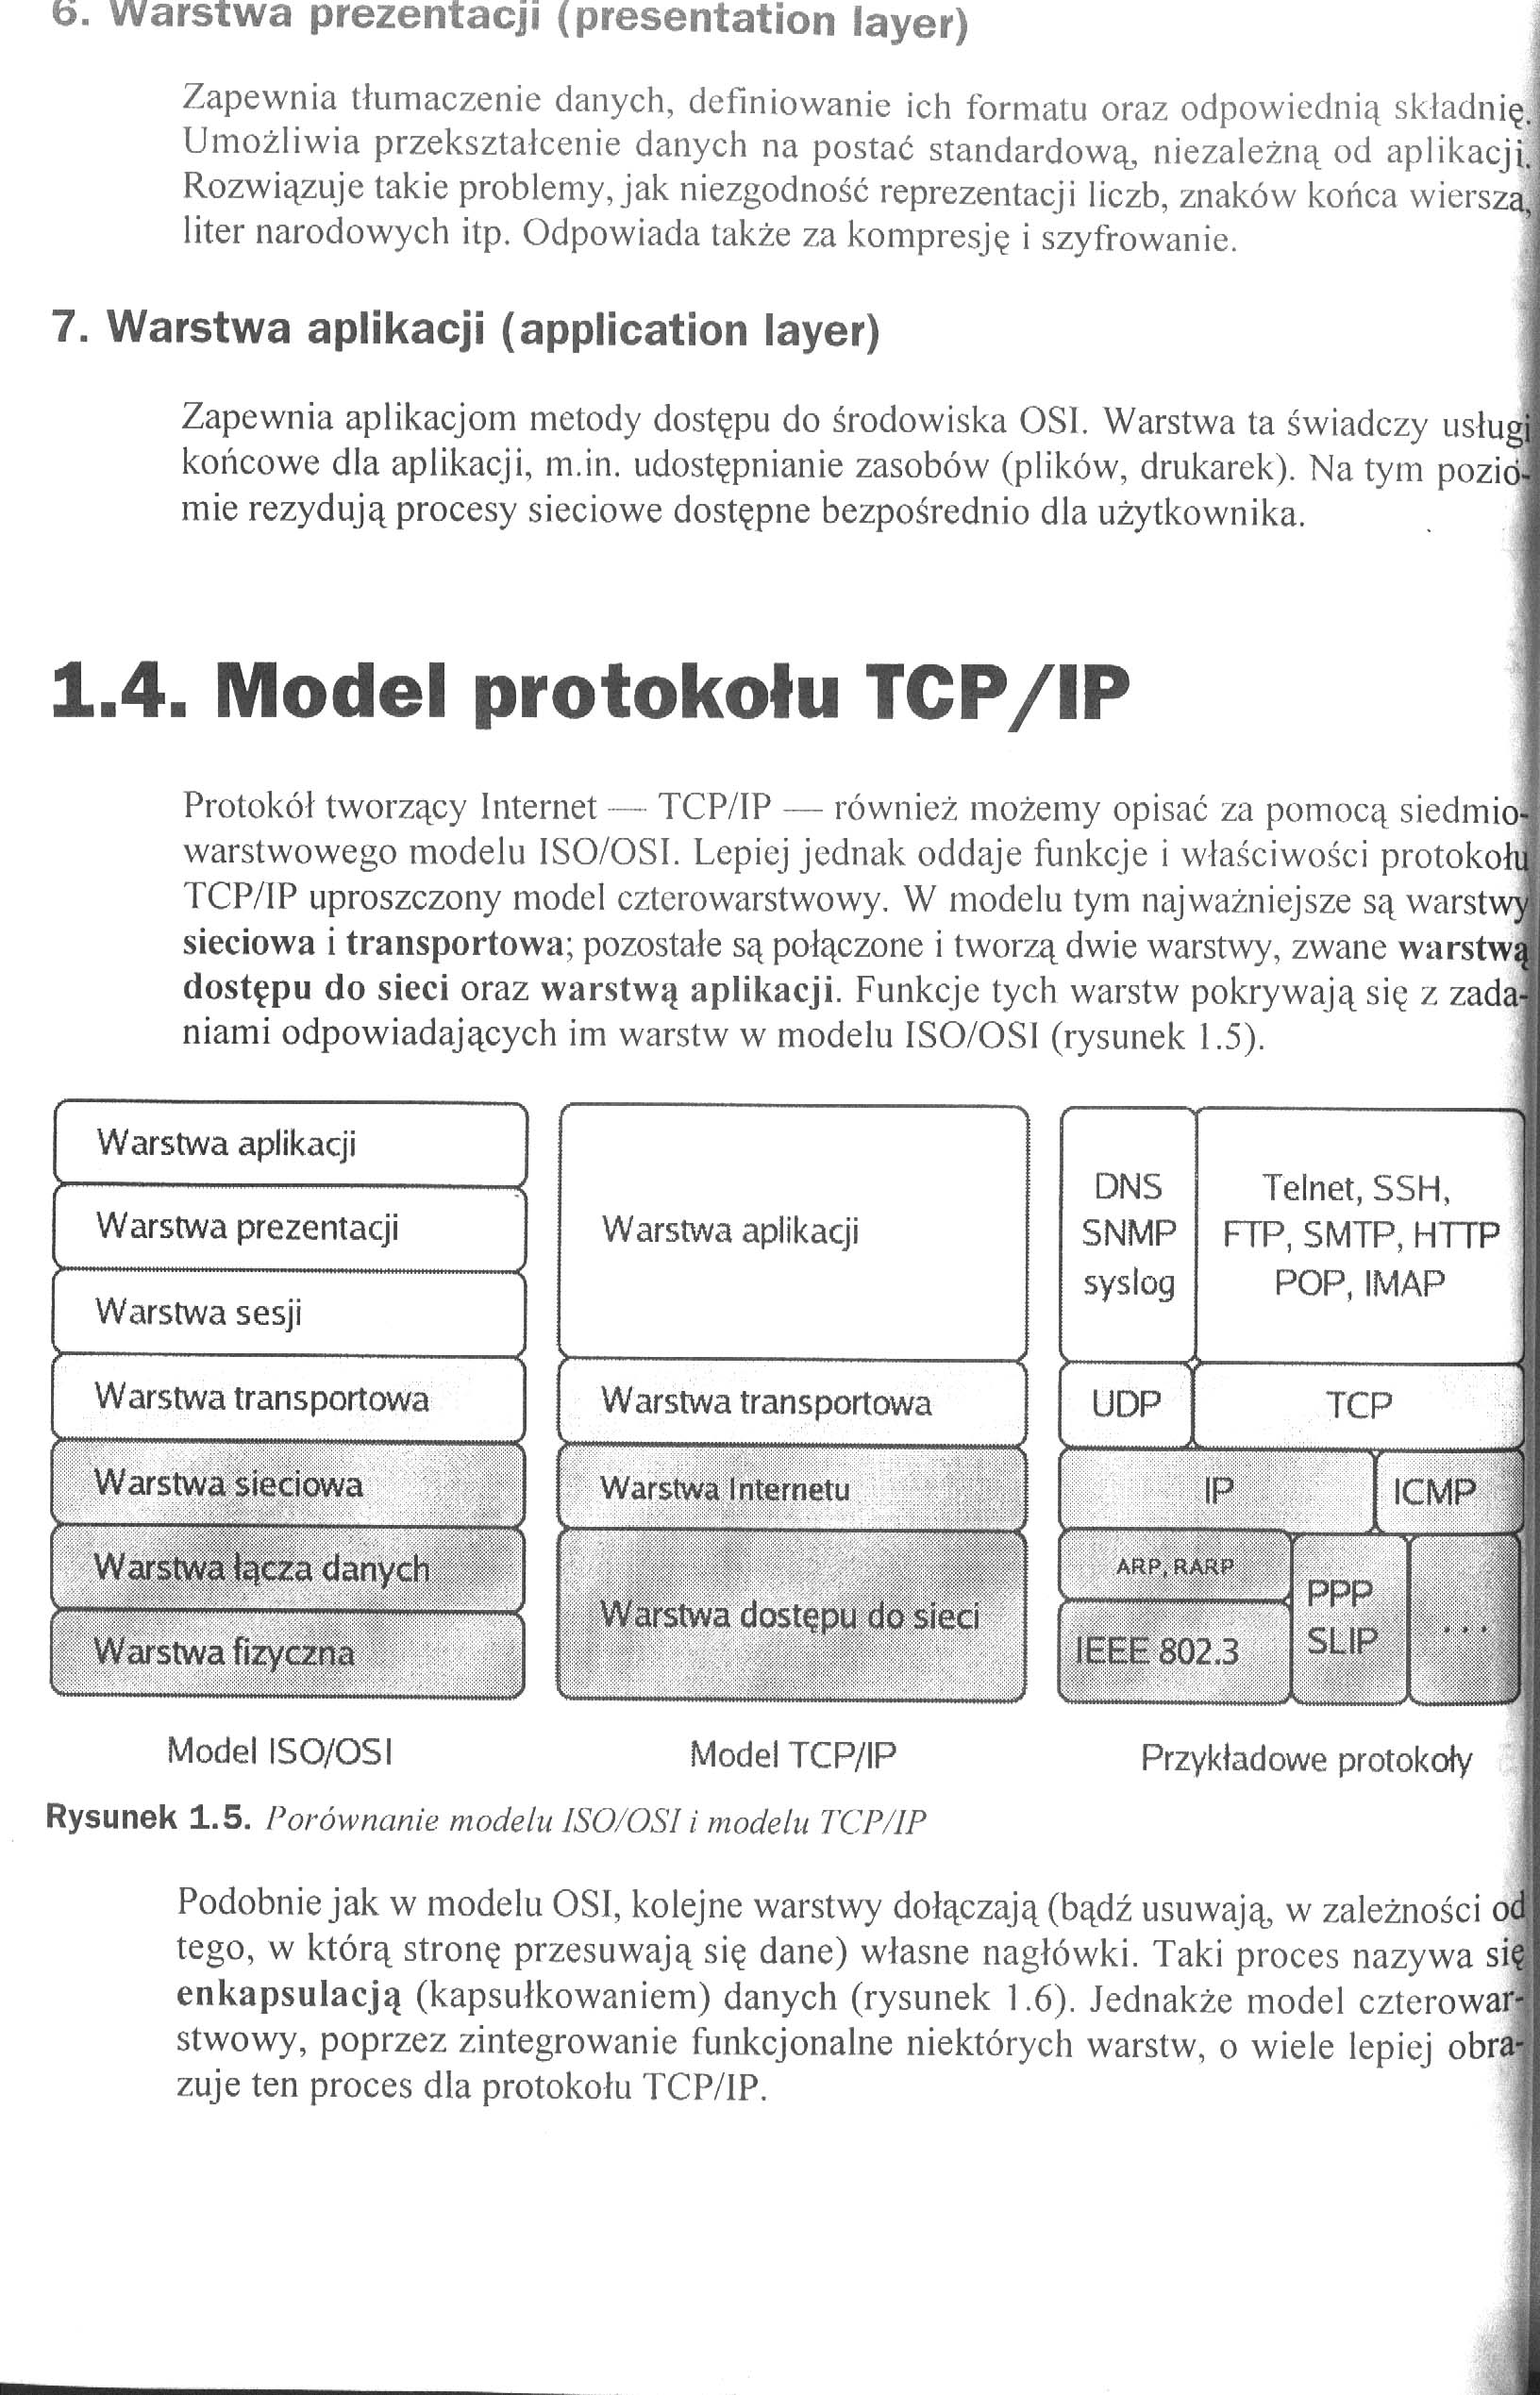 6. Warstwa prezentacji (presentation layer)
Zapewnia tłumaczenie danych, definiowanie ich formatu oraz odpowiednią składnię.
Umożliwia przekształcenie danych na postać standardową, niezależną od aplikacji.
Rozwiązuje takie problemy, jak niezgodność reprezentacji liczb, znaków końca wiersza,
liter narodowych itp. Odpowiada także za kompresję i szyfrowanie.
7. Warstwa aplikacji (application layer)
Zapewnia aplikacjom metody dostępu do środowiska OSI. Warstwa ta świadczy usługi
końcowe dla aplikacji, m.in. udostępnianie zasobów (plików, drukarek). Na tym pozio-
mie rezydują procesy sieciowe dostępne bezpośrednio dla użytkownika.
1.4. Model protokołu TCP/IP
Protokół tworzący Internet — TCP/IP — również możemy opisać za pomocą siedmio-
warstwowego modelu ISO/OSI. Lepiej jednak oddaje funkcje i właściwości protokołu
TCP/IP uproszczony model czterowarstwowy. W modelu tym najważniejsze są warstwy
sieciowa i transportowa; pozostałe są połączone i tworzą dwie warstwy, zwane warstwą
dostępu do sieci oraz warstwą aplikacji. Funkcje tych warstw pokrywają się z zada-
niami odpowiadających im warstw w modelu ISO/OSI (rysunek 1.5).
Warstwa aplikacji
Warstwa prezentacji
Warstwa sesji
Warstwa transportowa
Warstwa sieciowa
Warstwa łącza danych
Warstwa fizyczna
Model ISO/OSI
Warstwa aplikacji
Warstwa transportowa
Warstwa Internetu
Warstwa dostępu do sieci
Model TCP/IP
DNS
SNMP
syslog
Telnet, SSH,
FTP, SMTP, HTTP
POP, IMAP
UDP
TCP
IP
ICMP
ARP, RARP
IEEE 802.3
PPP
SLIP
...
Przykładowe protokoły
Rysunek 1.5. Porównanie modelu ISO/OSI i modelu TCP/IP
Podobnie jak w modelu OSI, kolejne warstwy dołączają (bądź usuwają, w zależności od
tego, w którą stronę przesuwają się dane) własne nagłówki. Taki proces nazywa się
enkapsulacją (kapsułkowaniem) danych (rysunek 1.6). Jednakże model czterowar-
stwowy, poprzez zintegrowanie funkcjonalne niektórych warstw, o wiele lepiej obra-
zuje ten proces dla protokołu TCP/IP.